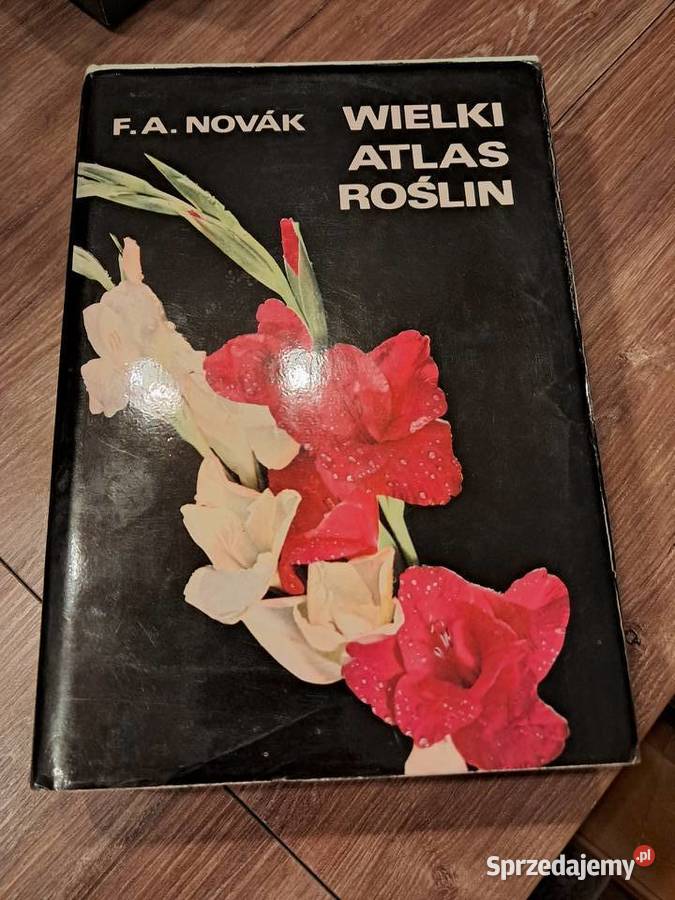 F. A. NOVÁK
WIELKI
ATLAS
ROŚLIN
Sprzedajemy.pl